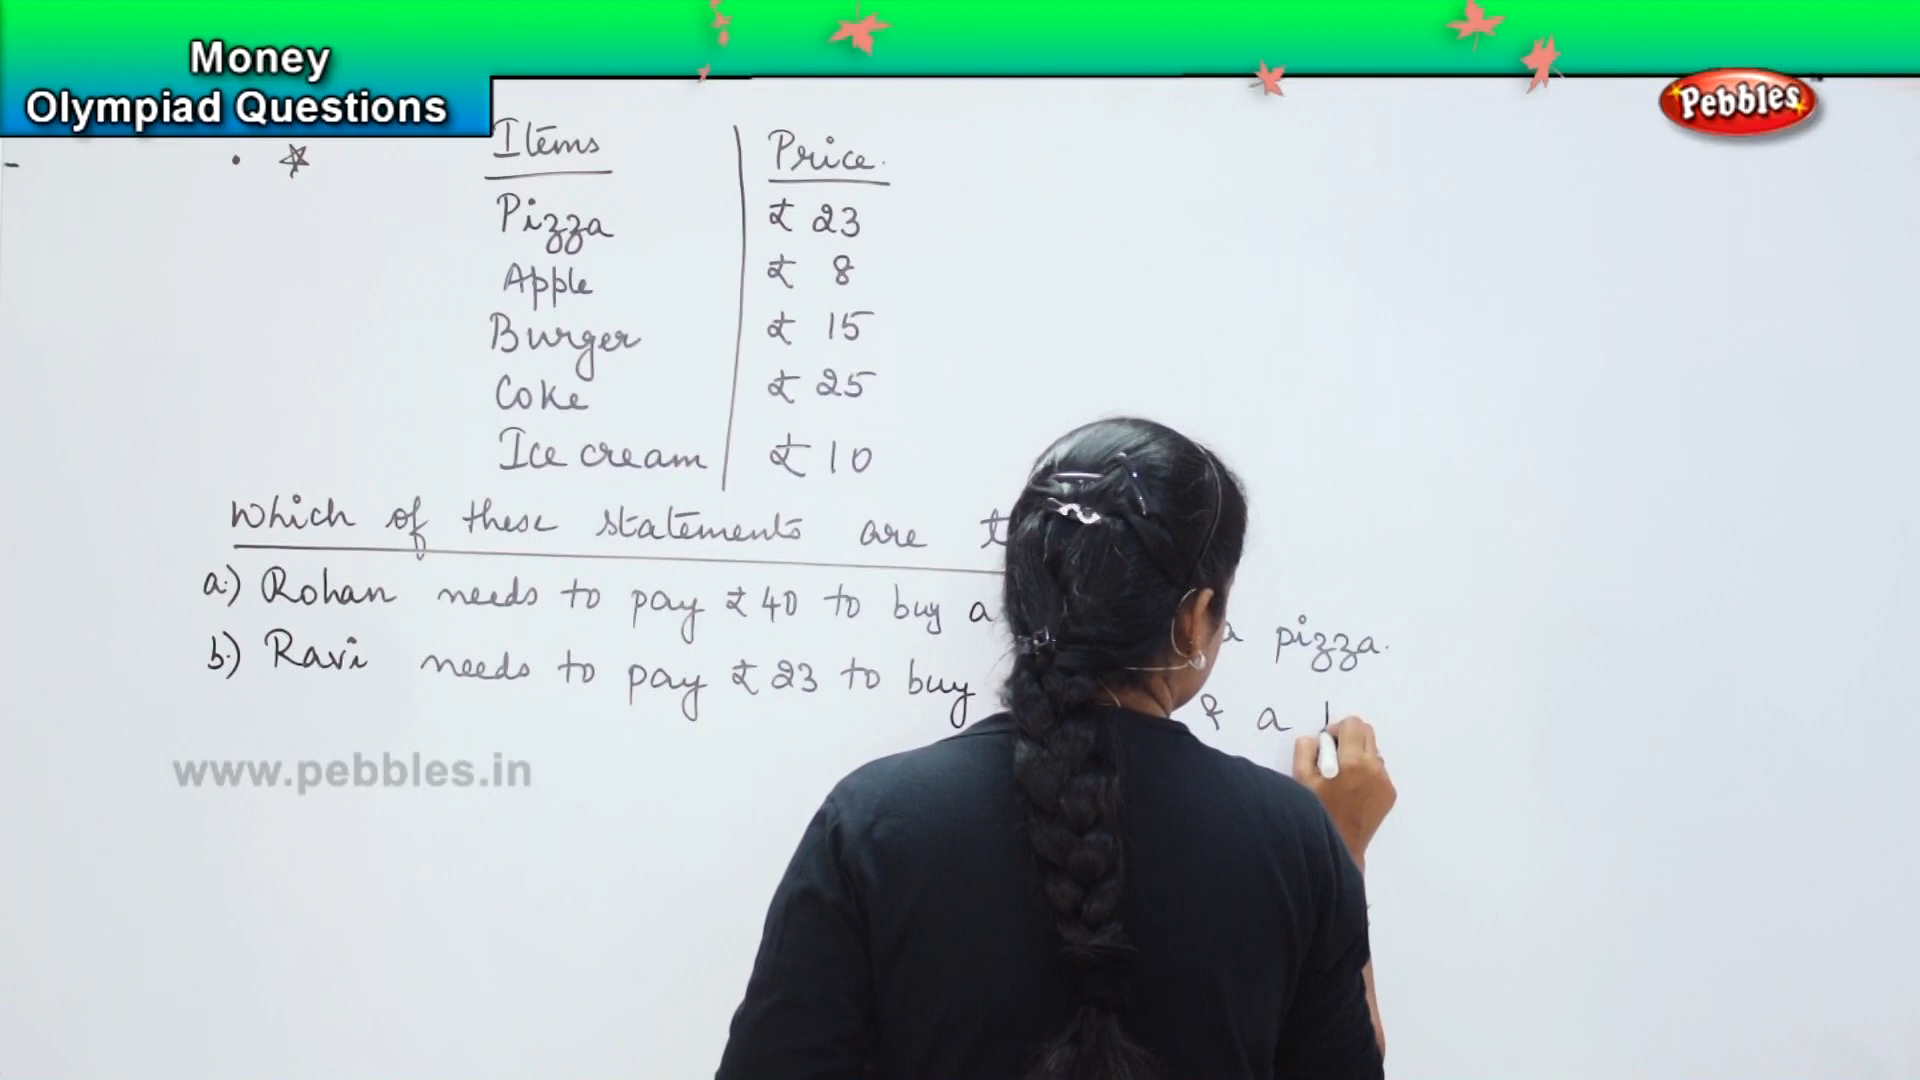 Money
Olympiad Questions
Pebbles
Items Price.
Pizza ₹ 23
Apple ₹ 8
Burger ₹ 15
Coke ₹ 25
Ice cream ₹ 10
Which of these statements are
a.) Rohan needs to pay ₹ 40 to buy a a pizza.
b.) Ravi needs to pay ₹ 23 to buy & a
www.pebbles.in